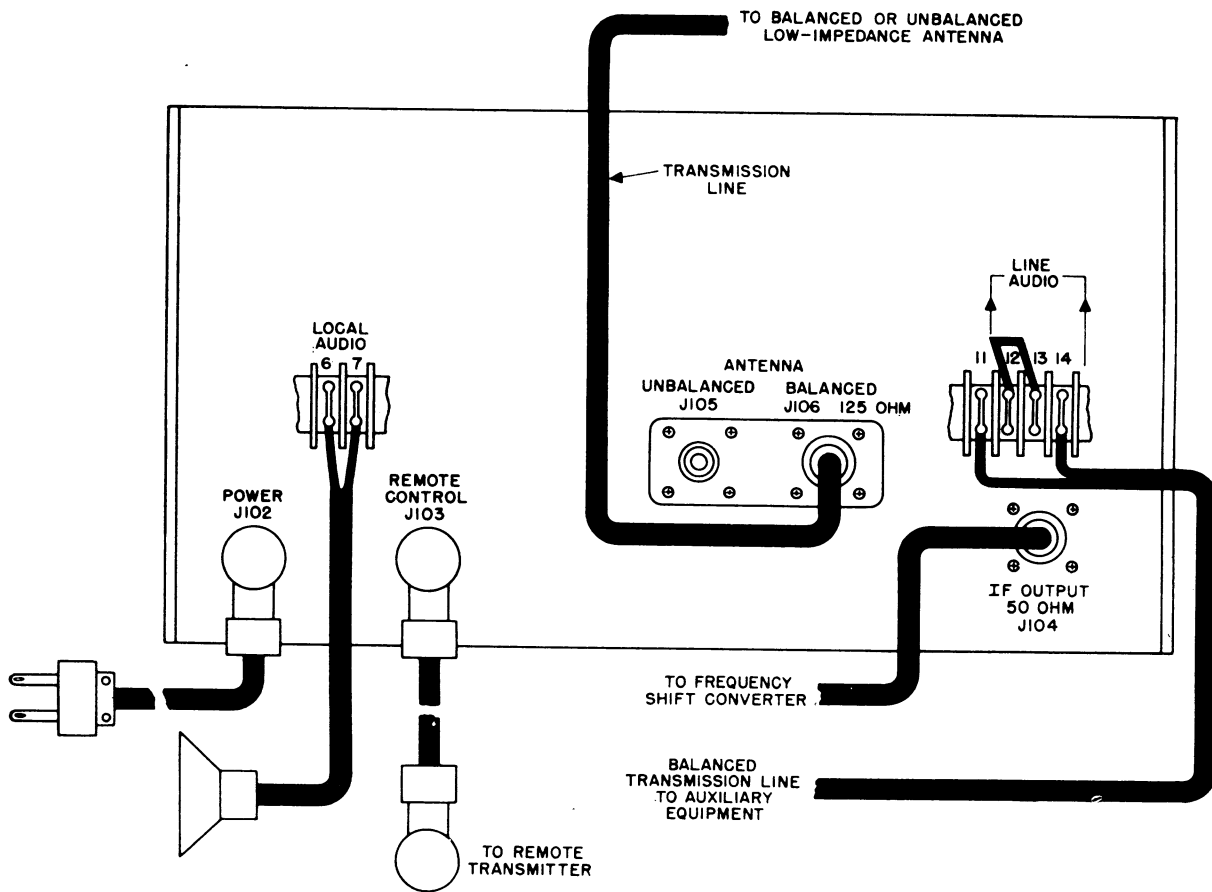 TO BALANCED OR UNBALANCED
LOW-IMPEDANCE ANTENNA
TRANSMISSION
LINE
LINE
AUDIO
11 12 13 14
LOCAL
AUDIO
6 7
ANTENNA
UNBALANCED
J105
BALANCED
J106 125 OHM
POWER
J102
REMOTE
CONTROL
J103
IF OUTPUT
50 OHM
J104
TO FREQUENCY
SHIFT CONVERTER
BALANCED
TRANSMISSION LINE
TO AUXILIARY
EQUIPMENT
TO REMOTE
TRANSMITTER